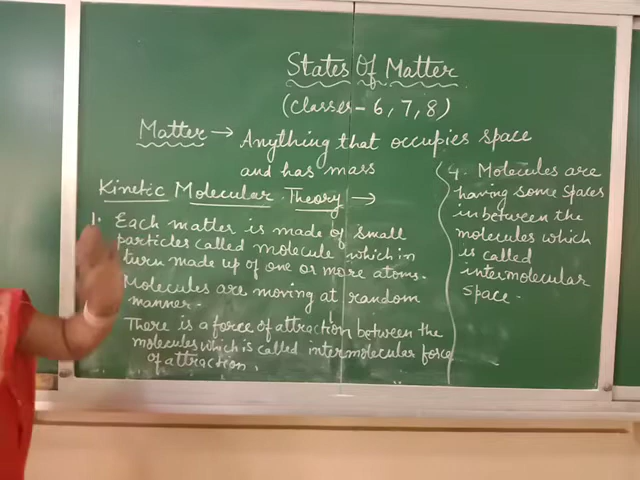 States Of Matter
(Classes - 6, 7, 8)
Matter → Anything that occupies space
and has mass
Kinetic Molecular Theory →
1. Each matter is made of small
particles called molecule which in
turn made up of one or more atoms.
Molecules are moving at random
manner.
There is a force of attraction between the
molecules which is called intermolecular force
of attraction.
4. Molecules are
having some spaces
in between the
molecules which
is called
intermolecular
space.